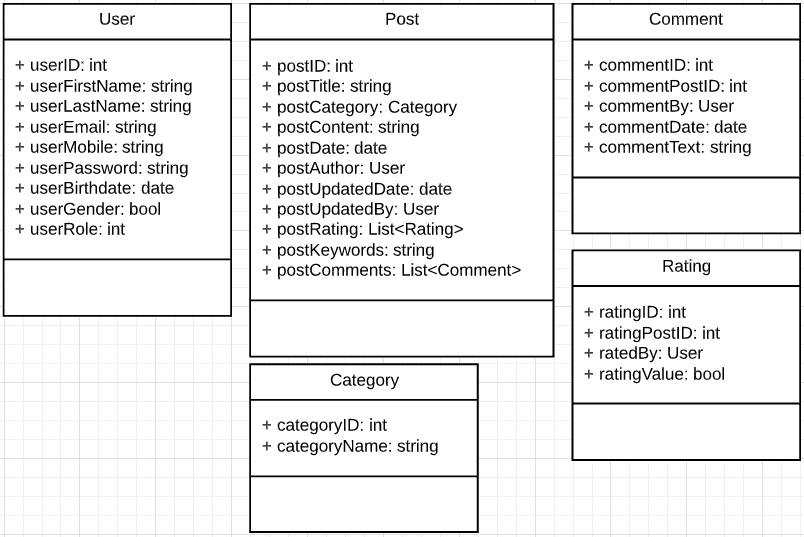 User
+ userID: int
+ userFirstName: string
+ userLastName: string
+ userEmail: string
+ userMobile: string
+ userPassword: string
+ userBirthdate: date
+ userGender: bool
+ userRole: int
Post
+ postID: int
+ postTitle: string
+ postCategory: Category
+ postContent: string
+ postDate: date
+ postAuthor: User
+ postUpdatedDate: date
+ postUpdatedBy: User
+ postRating: List<Rating>
+ postKeywords: string
+ postComments: List<Comment>
Comment
+ commentID: int
+ commentPostID: int
+ commentBy: User
+ commentDate: date
+ commentText: string
Rating
+ ratingID: int
+ ratingPostID: int
+ ratedBy: User
+ ratingValue: bool
Category
+ categoryID: int
+ categoryName: string